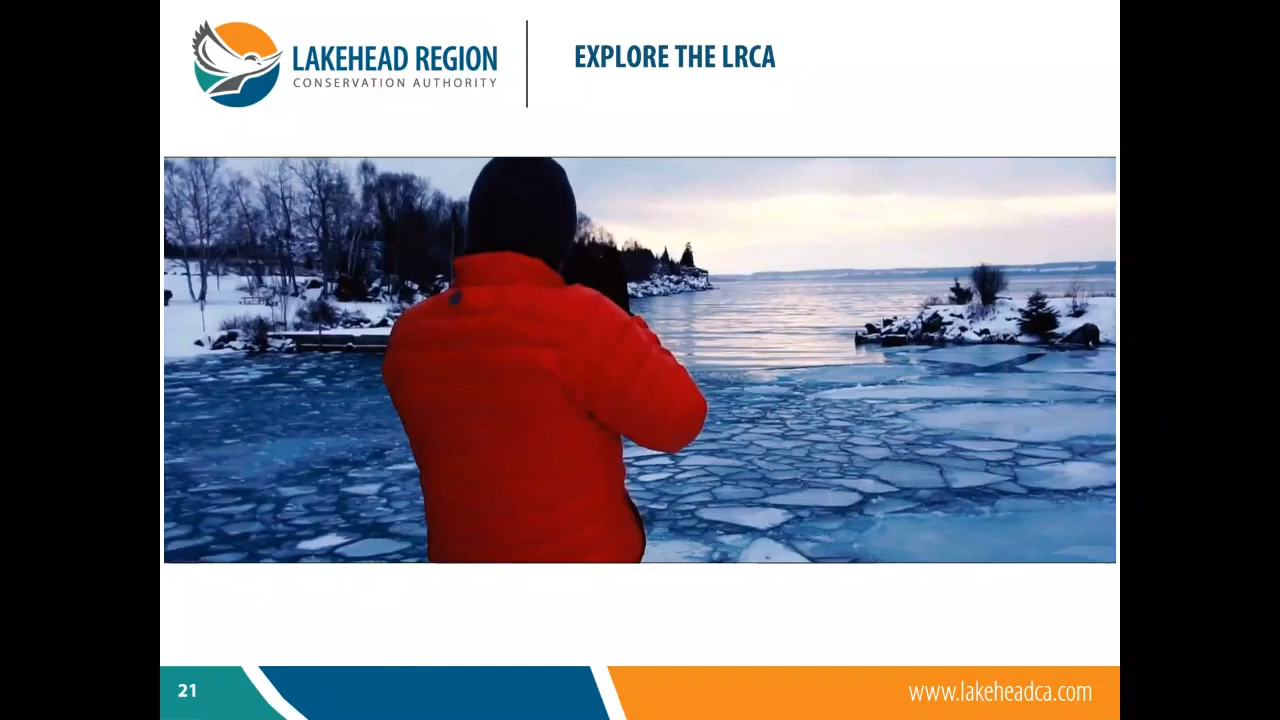 LAKEHEAD REGION
CONSERVATION AUTHORITY
EXPLORE THE LRCA
21
www.lakeheadca.com